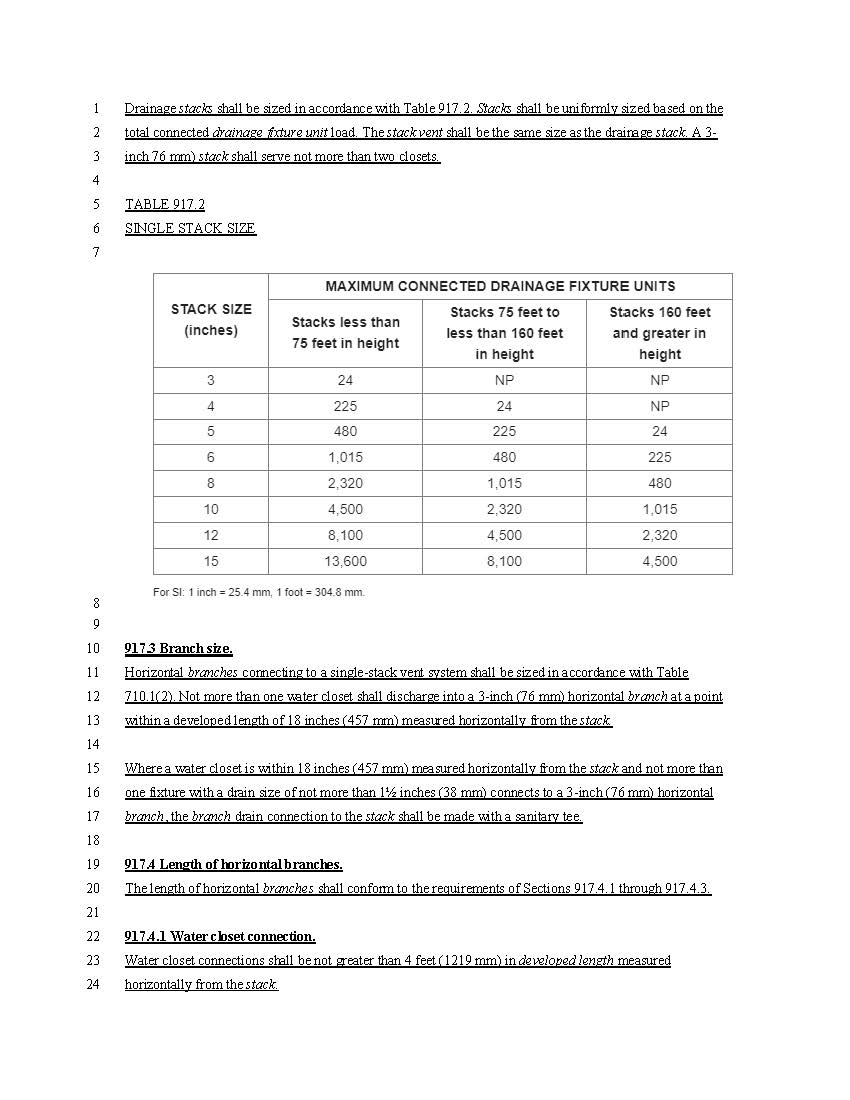 1 Drainage stacks shall be sized in accordance with Table 917.2. Stacks shall be uniformly sized based on the
2 total connected drainage fixture unit load. The stack vent shall be the same size as the drainage stack. A 3-
3 inch 76 mm) stack shall serve not more than two closets.
4
5 TABLE 917.2
6 SINGLE STACK SIZE
7
STACK SIZE (inches) MAXIMUM CONNECTED DRAINAGE FIXTURE UNITS
Stacks less than 75 feet in height Stacks 75 feet to less than 160 feet in height Stacks 160 feet and greater in height
3 24 NP NP
4 225 24 NP
5 480 225 24
6 1,015 480 225
8 2,320 1,015 480
10 4,500 2,320 1,015
12 8,100 4,500 2,320
15 13,600 8,100 4,500
For SI: 1 inch = 25.4 mm, 1 foot = 304.8 mm.
8
9
10 917.3 Branch size.
11 Horizontal branches connecting to a single-stack vent system shall be sized in accordance with Table
12 710.1(2). Not more than one water closet shall discharge into a 3-inch (76 mm) horizontal branch at a point
13 within a developed length of 18 inches (457 mm) measured horizontally from the stack.
14
15 Where a water closet is within 18 inches (457 mm) measured horizontally from the stack and not more than
16 one fixture with a drain size of not more than 1½ inches (38 mm) connects to a 3-inch (76 mm) horizontal
17 branch, the branch drain connection to the stack shall be made with a sanitary tee.
18
19 917.4 Length of horizontal branches.
20 The length of horizontal branches shall conform to the requirements of Sections 917.4.1 through 917.4.3.
21
22 917.4.1 Water closet connection.
23 Water closet connections shall be not greater than 4 feet (1219 mm) in developed length measured
24 horizontally from the stack.